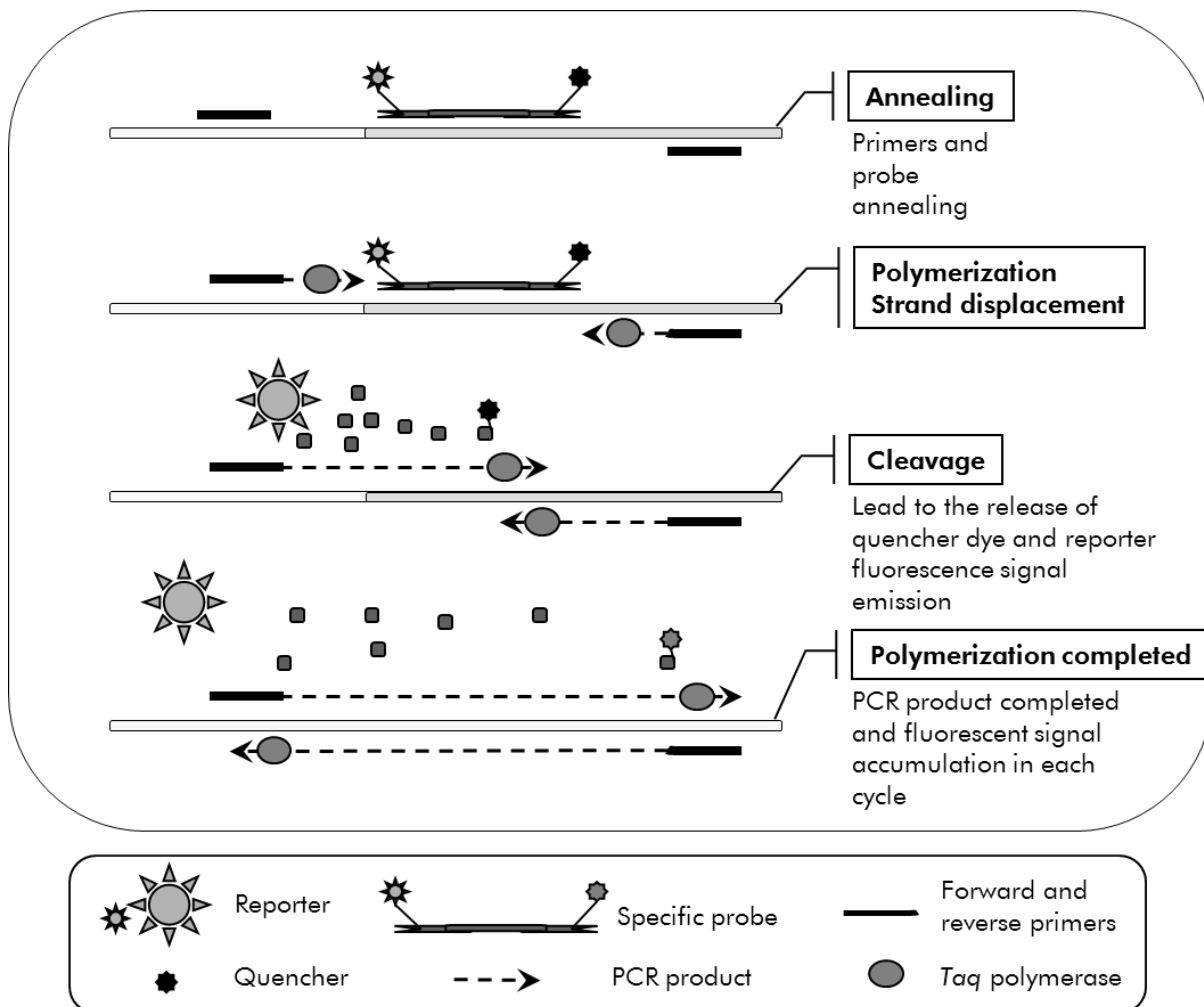 Annealing
Primers and
probe
annealing
Polymerization
Strand displacement
Cleavage
Lead to the release of
quencher dye and reporter
fluorescence signal
emission
Polymerization completed
PCR product completed
and fluorescent signal
accumulation in each
cycle
Reporter
Specific probe
Forward and
reverse primers
Quencher
PCR product
Taq polymerase